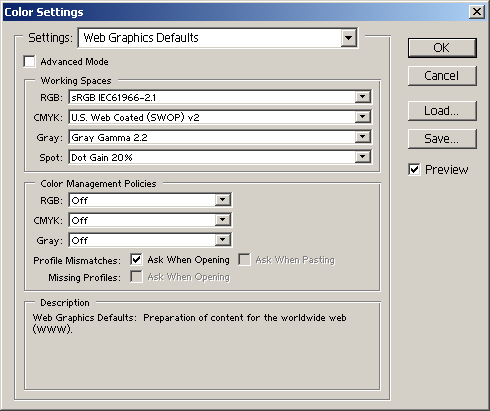 Color Settings
Settings: Web Graphics Defaults
OK
Advanced Mode
Cancel
Working Spaces
RGB: sRGB IEC61966-2.1
Load...
CMYK: U.S. Web Coated (SWOP) v2
Gray: Gray Gamma 2.2
Save...
Spot: Dot Gain 20%
Preview
Color Management Policies
RGB: Off
CMYK: Off
Gray: Off
Profile Mismatches: Ask When Opening Ask When Pasting
Missing Profiles: Ask When Opening
Description
Web Graphics Defaults: Preparation of content for the worldwide web
(WWW).